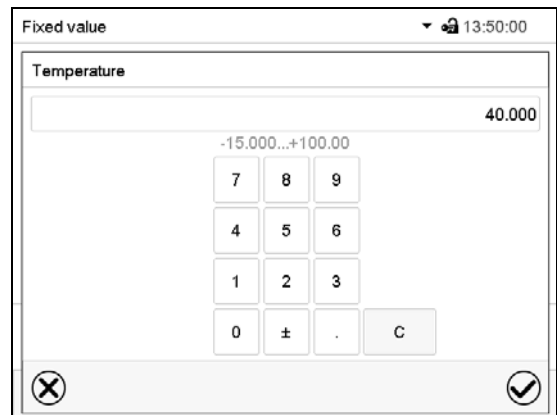 Fixed value 13:50:00
Temperature
40.000
-15.000...+100.00
7 8 9
4 5 6
1 2 3
0 ± . C